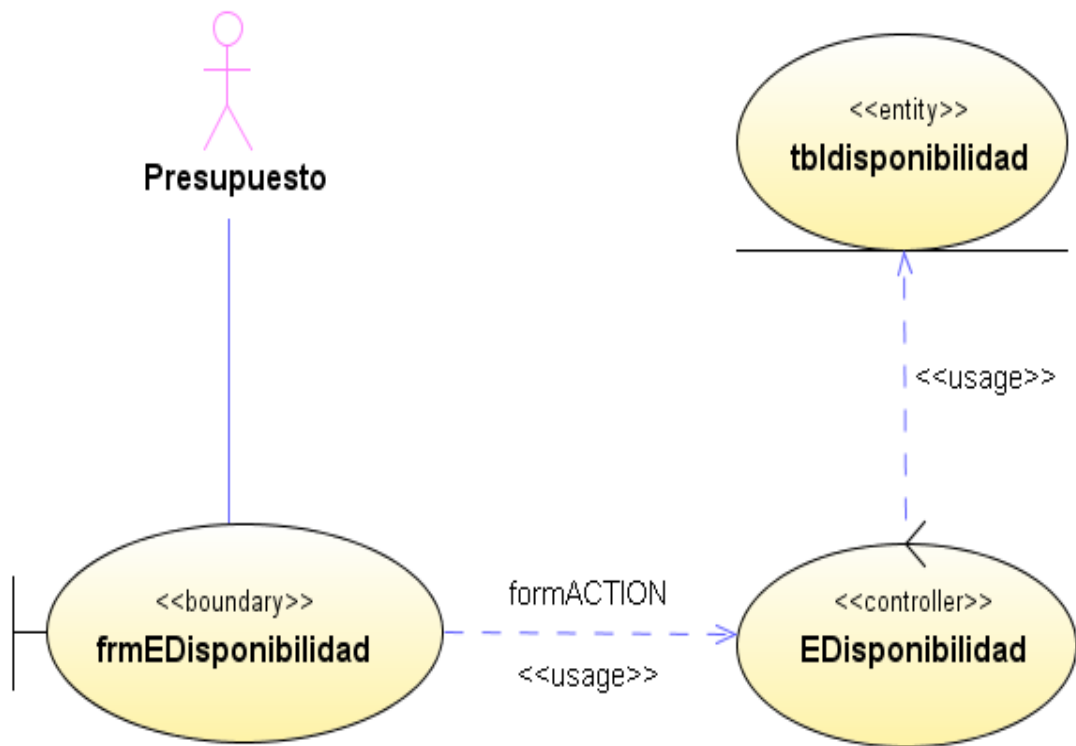 Presupuesto
<<entity>>
tbldisponibilidad
<<usage>>
<<boundary>>
frmEDisponibilidad
formACTION
<<usage>>
<<controller>>
EDisponibilidad